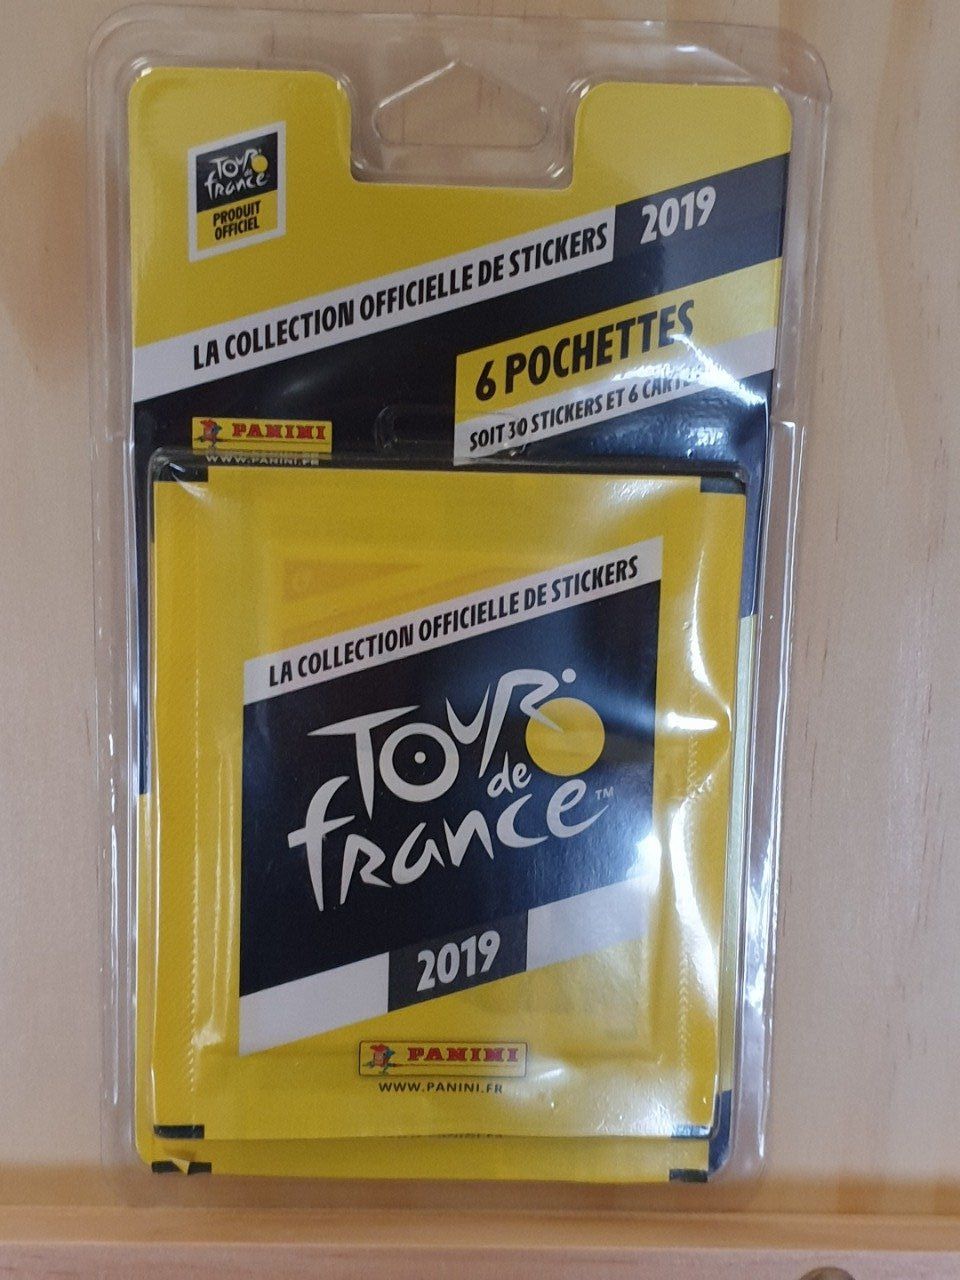 TOUR
de
france
PRODUIT
OFFICIEL
LA COLLECTION OFFICIELLE DE STICKERS
2019
6 POCHETTES
SOIT 30 STICKERS ET 6
PANINI
WWW.PANINI.FR
LA COLLECTION OFFICIELLE DE STICKERS
TOUR
de
france™
2019
PANINI
WWW.PANINI.FR